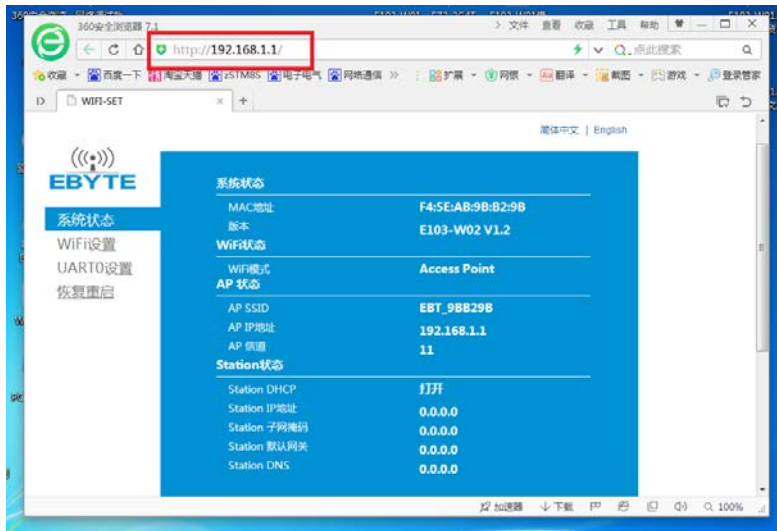 360安全浏览器 7.1
文件 查看 收藏 工具 帮助
http://192.168.1.1/
点此搜索
收藏 百度一下 淘宝天猫 zSTM8S 电子电气 网络通信 扩展 网银 翻译 截图 游戏 登录管家
WIFI-SET
简体中文 | English
EBYTE
系统状态
WiFi设置
UART0设置
恢复重启
系统状态
MAC地址 F4:5E:AB:9B:B2:9B
版本 E103-W02 V1.2
WiFi状态
WiFi模式 Access Point
AP 状态
AP SSID EBT_9BB29B
AP IP地址 192.168.1.1
AP 信道 11
Station状态
Station DHCP 打开
Station IP地址 0.0.0.0
Station 子网掩码 0.0.0.0
Station 默认网关 0.0.0.0
Station DNS 0.0.0.0
加速器 下载 100%